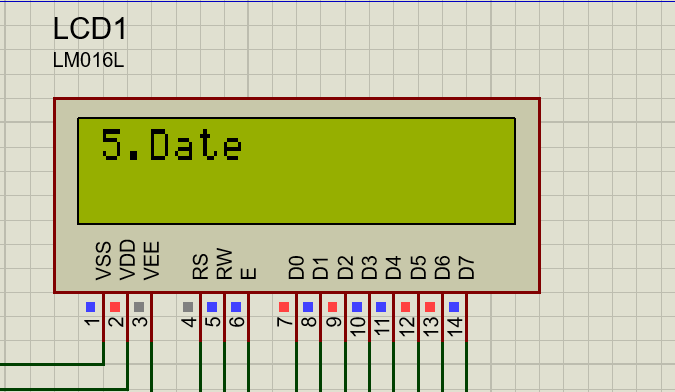 LCD1
LM016L
5.Date
VSS VDD VEE RS RW E D0 D1 D2 D3 D4 D5 D6 D7
1 2 3 4 5 6 7 8 9 10 11 12 13 14